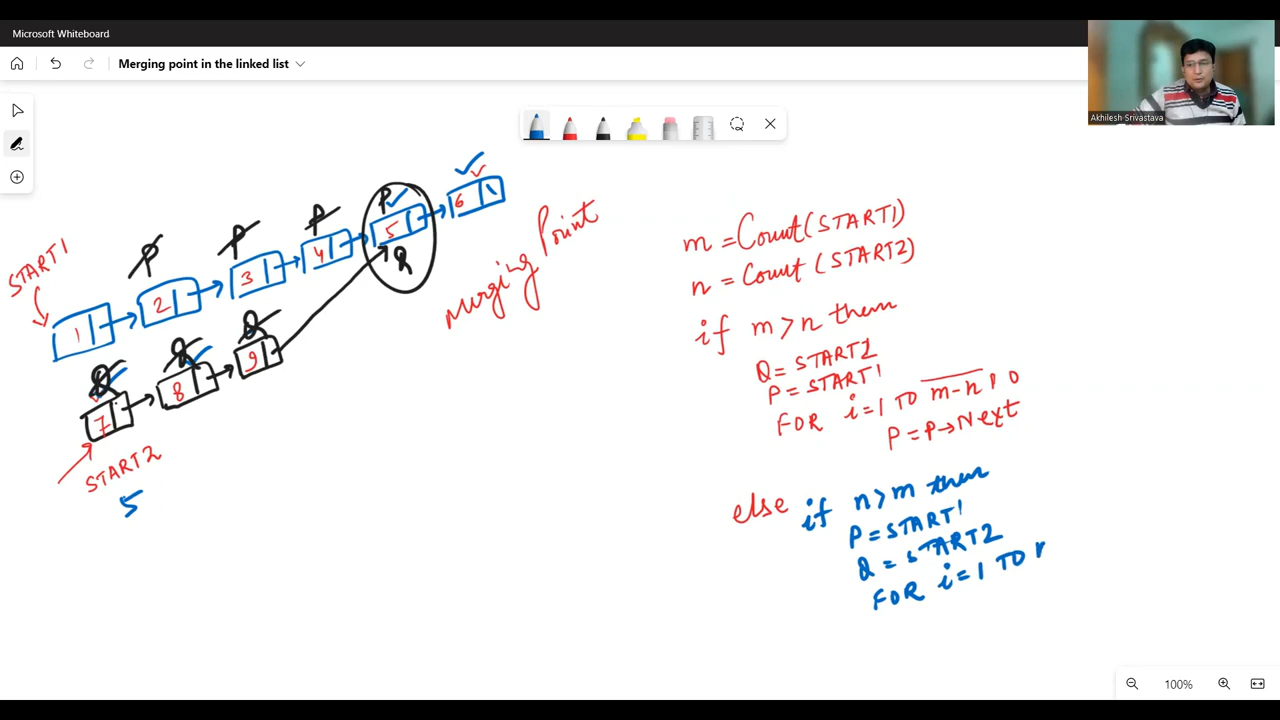 Microsoft Whiteboard
Merging point in the linked list
Akhilesh Srivastava
START1
1
2
3
4
5
6
P
P
P
P
P
Q
Q
Q
Q
7
8
9
START2
5
Merging Point
m = Count(START1)
n = Count (START2)
if m > n then
Q = START2
P = START1
FOR i = 1 TO m-n DO
P = P→Next
else if n > m then
P = START1
Q = START2
FOR i = 1 TO
100%